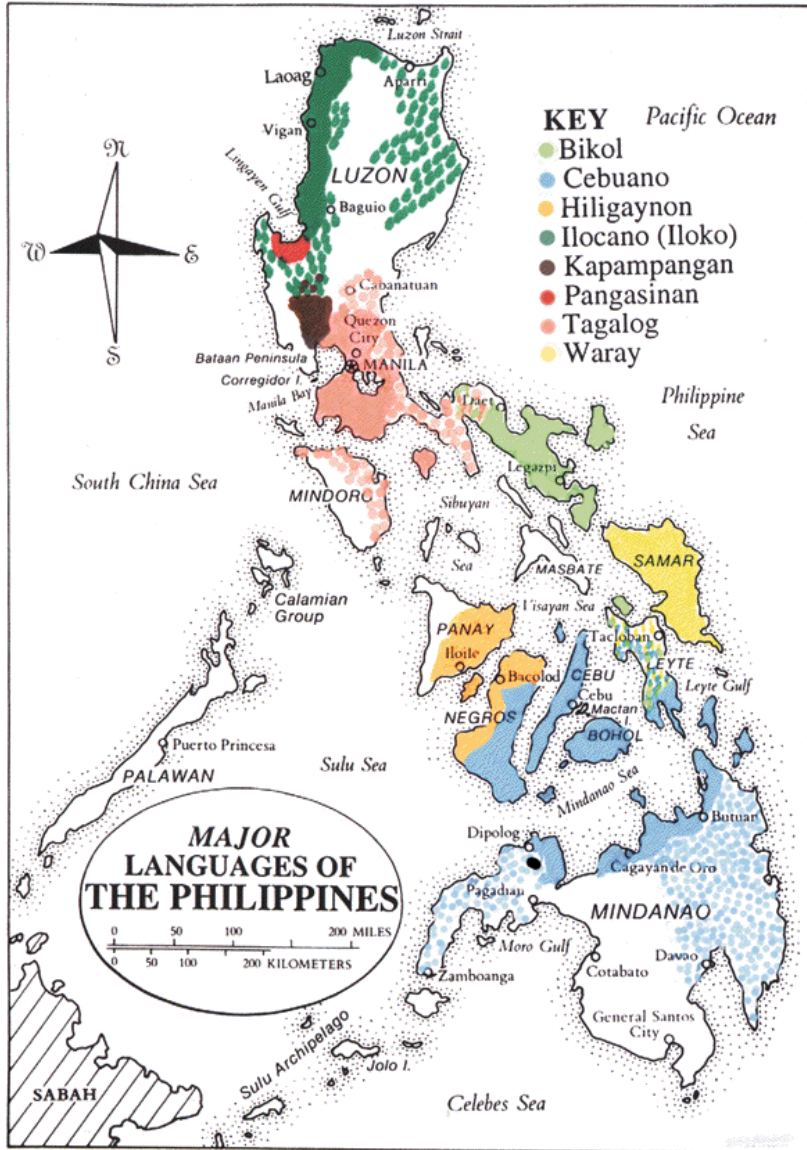 Luzon Strait
Laoag
Aparri
Vigan
KEY
Pacific Ocean
Bikol
Cebuano
Hiligaynon
Ilocano (Iloko)
Kapampangan
Pangasinan
Tagalog
Waray
N
W
E
S
Lingayen Gulf
LUZON
Baguio
Cabanatuan
Quezon
City
Bataan Peninsula
MANILA
Corregidor I.
Manila Bay
Daet
Philippine
Sea
South China Sea
Legazpi
MINDORO
Sibuyan
Sea
MASBATE
SAMAR
Calamian
Group
Visayan Sea
PANAY
Iloilo
Tacloban
LEYTE
Bacolod
CEBU
Cebu
Mactan
I.
Leyte Gulf
NEGROS
BOHOL
Puerto Princesa
PALAWAN
Sulu Sea
Mindanao Sea
MAJOR
LANGUAGES OF
THE PHILIPPINES
0 50 100 200 MILES
0 50 100 200 KILOMETERS
Dipolog
Butuar
Cagayan de Oro
Pagadian
MINDANAO
Moro Gulf
Davao
Cotabato
Zamboanga
General Santos
City
Sulu Archipelago
Jolo I.
SABAH
Celebes Sea